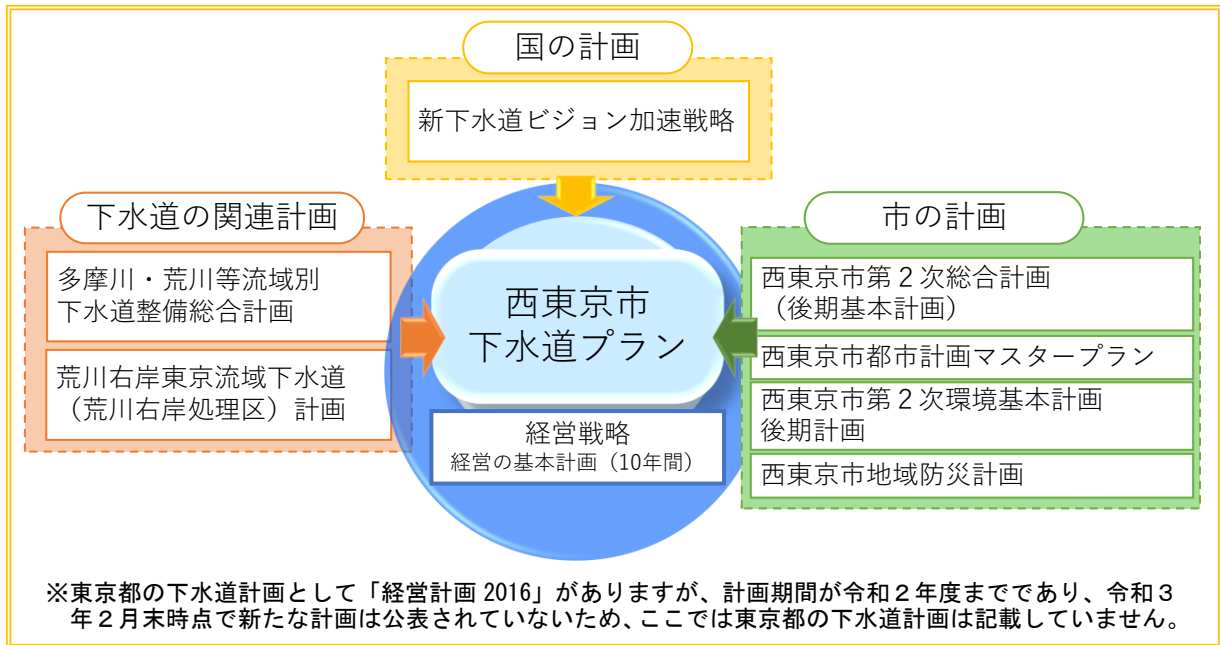 国の計画
新下水道ビジョン加速戦略
下水道の関連計画
多摩川・荒川等流域別
下水道整備総合計画
荒川右岸東京流域下水道
（荒川右岸処理区）計画
西東京市
下水道プラン
経営戦略
経営の基本計画（10年間）
市の計画
西東京市第２次総合計画
（後期基本計画）
西東京市都市計画マスタープラン
西東京市第２次環境基本計画
後期計画
西東京市地域防災計画
※東京都の下水道計画として「経営計画 2016」がありますが、計画期間が令和２年度までであり、令和３
年２月末時点で新たな計画は公表されていないため、ここでは東京都の下水道計画は記載していません。